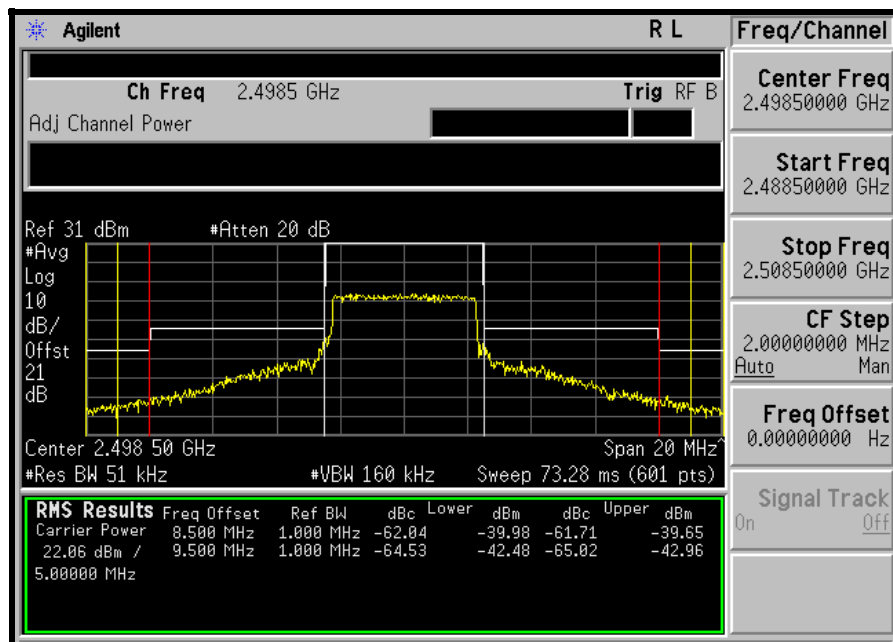 Agilent R L Freq/Channel
Ch Freq 2.4985 GHz Trig RF B
Adj Channel Power
Center Freq
2.49850000 GHz
Start Freq
2.48850000 GHz
Stop Freq
2.50850000 GHz
CF Step
2.00000000 MHz
Auto Man
Freq Offset
0.00000000 Hz
Signal Track
On Off
Ref 31 dBm #Atten 20 dB
#Avg
Log
10
dB/
Offst
21
dB
Center 2.498 50 GHz Span 20 MHz^
#Res BW 51 kHz #VBW 160 kHz Sweep 73.28 ms (601 pts)
RMS Results Freq Offset Ref BW dBc Lower dBm dBc Upper dBm
Carrier Power 8.500 MHz 1.000 MHz -62.04 -39.98 -61.71 -39.65
22.06 dBm / 9.500 MHz 1.000 MHz -64.53 -42.48 -65.02 -42.96
5.00000 MHz